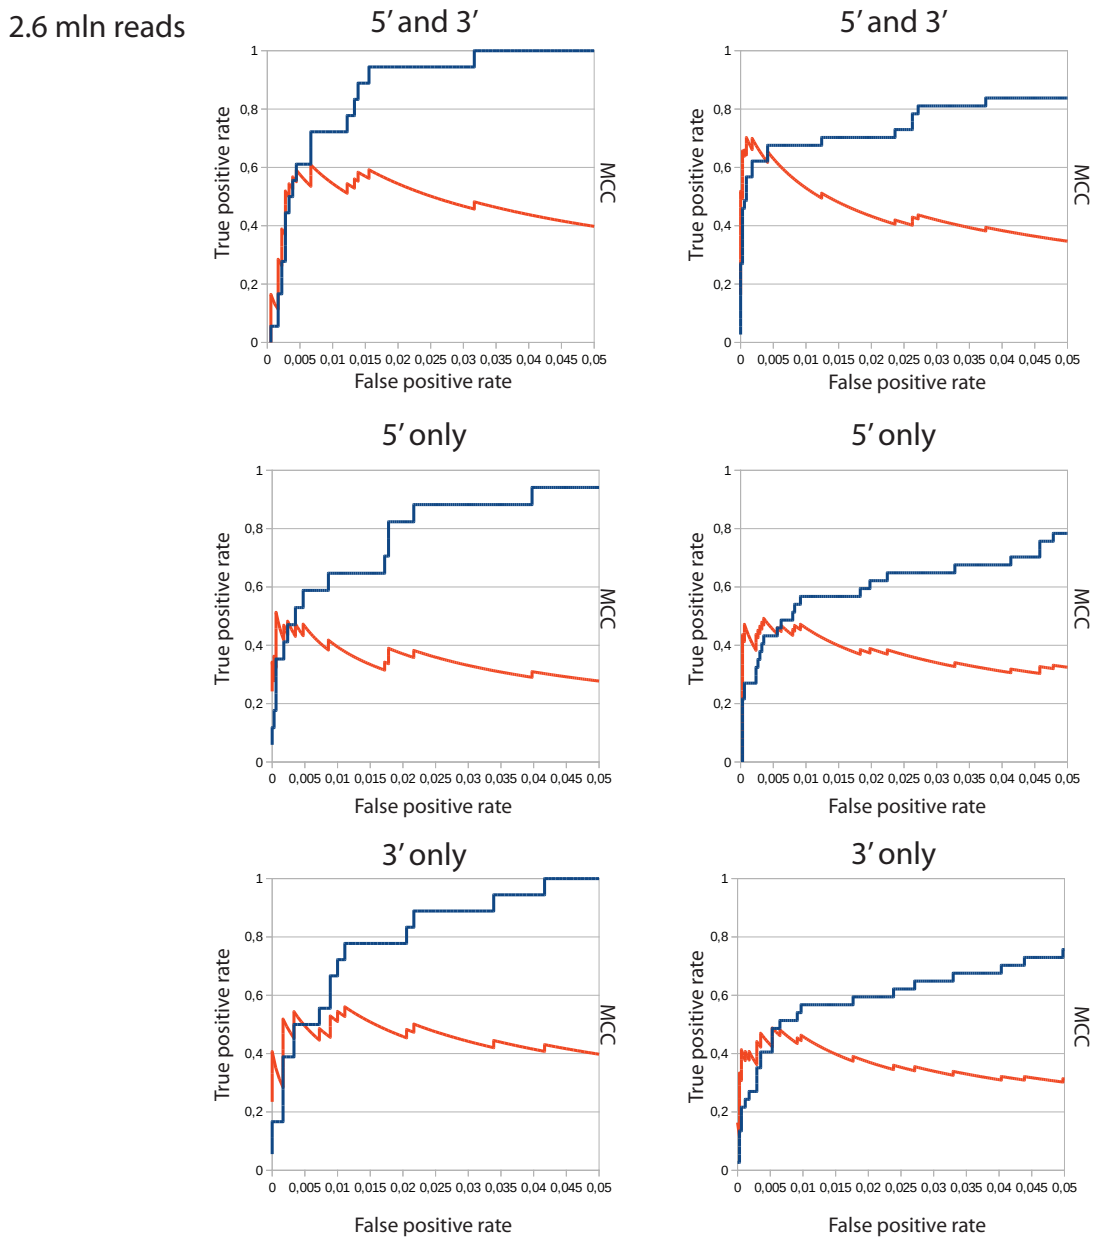 2.6 mln reads
5’ and 3’
5’ and 3’
1
0,8
0,6
0,4
0,2
0
True positive rate
MCC
0 0,005 0,01 0,015 0,02 0,025 0,03 0,035 0,04 0,045 0,05
False positive rate
1
0,8
0,6
0,4
0,2
0
True positive rate
MCC
0 0,005 0,01 0,015 0,02 0,025 0,03 0,035 0,04 0,045 0,05
False positive rate
5’ only
5’ only
1
0,8
0,6
0,4
0,2
0
True positive rate
MCC
0 0,005 0,01 0,015 0,02 0,025 0,03 0,035 0,04 0,045 0,05
False positive rate
1
0,8
0,6
0,4
0,2
0
True positive rate
MCC
0 0,005 0,01 0,015 0,02 0,025 0,03 0,035 0,04 0,045 0,05
False positive rate
3’ only
3’ only
1
0,8
0,6
0,4
0,2
0
True positive rate
MCC
0 0,005 0,01 0,015 0,02 0,025 0,03 0,035 0,04 0,045 0,05
False positive rate
1
0,8
0,6
0,4
0,2
0
True positive rate
MCC
0 0,005 0,01 0,015 0,02 0,025 0,03 0,035 0,04 0,045 0,05
False positive rate